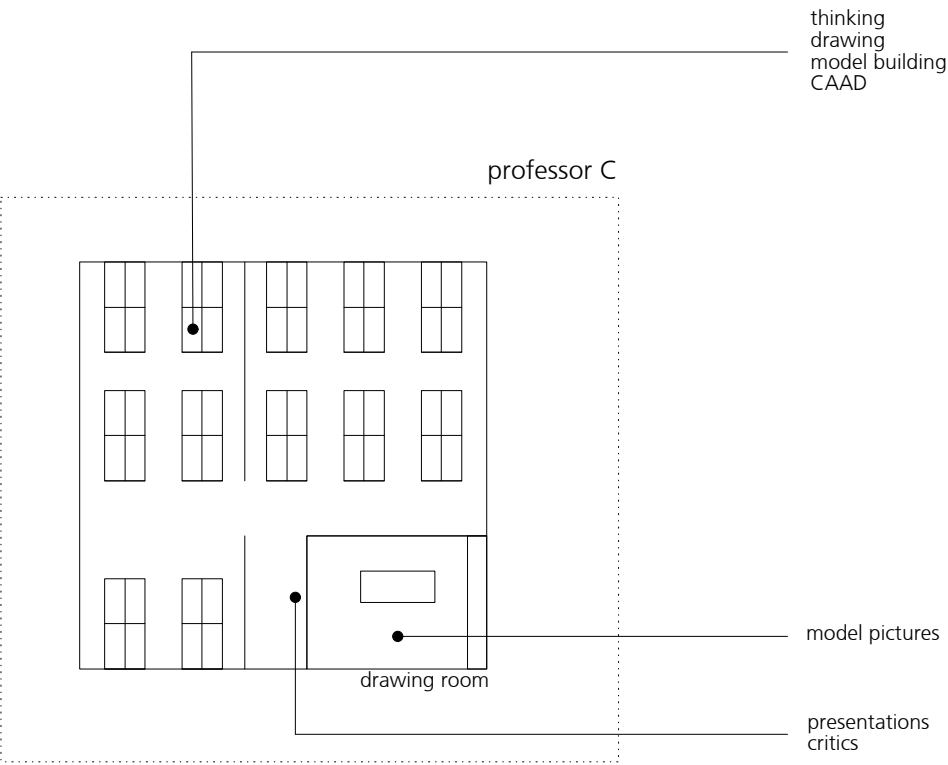 thinking
drawing
model building
CAAD
professor C
model pictures
drawing room
presentations
critics